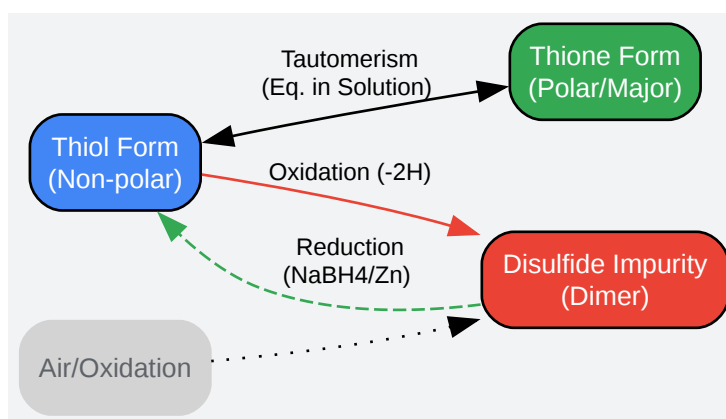 Tautomerism
(Eq. in Solution)
Thione Form
(Polar/Major)
Thiol Form
(Non-polar)
Oxidation (-2H)
Reduction
(NaBH4/Zn)
Disulfide Impurity
(Dimer)
Air/Oxidation